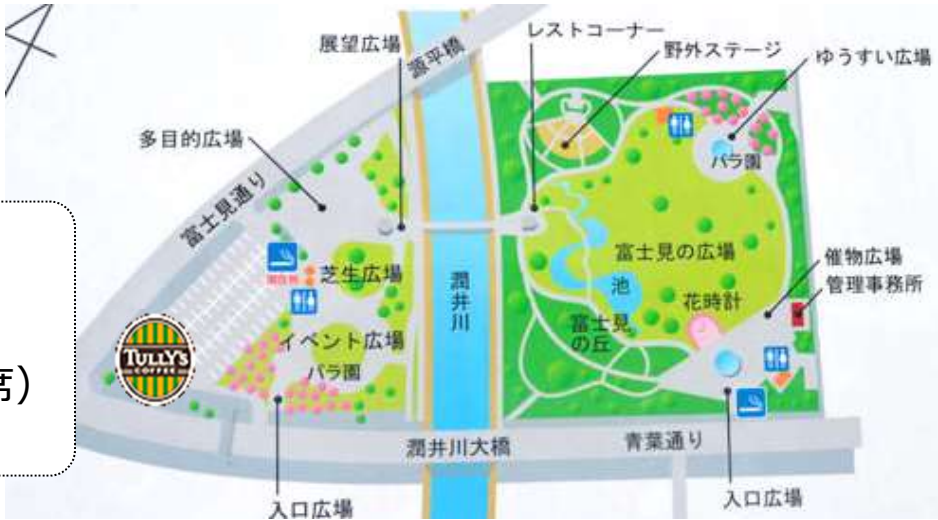 展望広場
源平橋
レストコーナー
野外ステージ
ゆうすい広場
多目的広場
バラ園
富士見通り
富士見の広場
催物広場
管理事務所
芝生広場
潤井川
池
花時計
富士見
の丘
イベント広場
バラ園
TULLY'S
COFFEE
席)
潤井川大橋
青葉通り
入口広場
入口広場